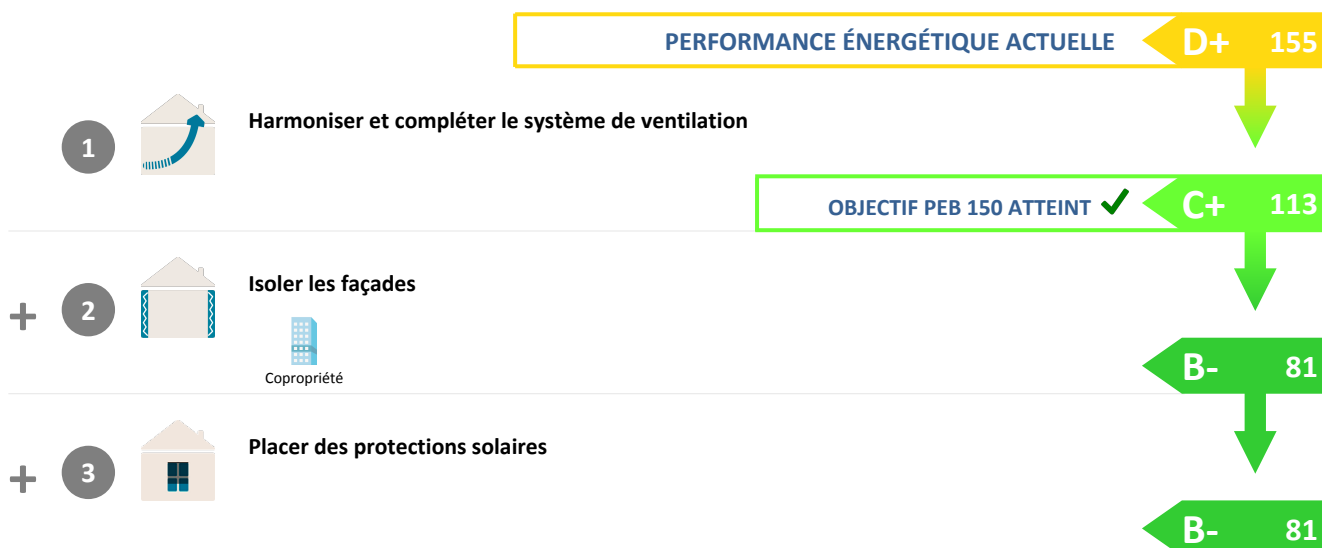 PERFORMANCE ÉNERGÉTIQUE ACTUELLE D+ 155
1 Harmoniser et compléter le système de ventilation
OBJECTIF PEB 150 ATTEINT ✓ C+ 113
+ 2 Isoler les façades
Copropriété
B- 81
+ 3 Placer des protections solaires
B- 81